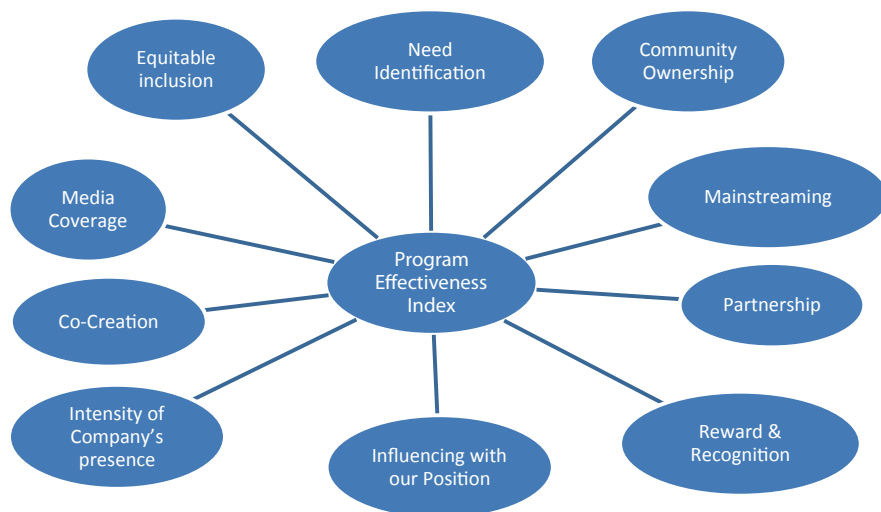 Equitable
inclusion
Need
Identification
Community
Ownership
Media
Coverage
Mainstreaming
Program
Effectiveness
Index
Co-Creation
Partnership
Intensity of
Company's
presence
Influencing with
our Position
Reward &
Recognition